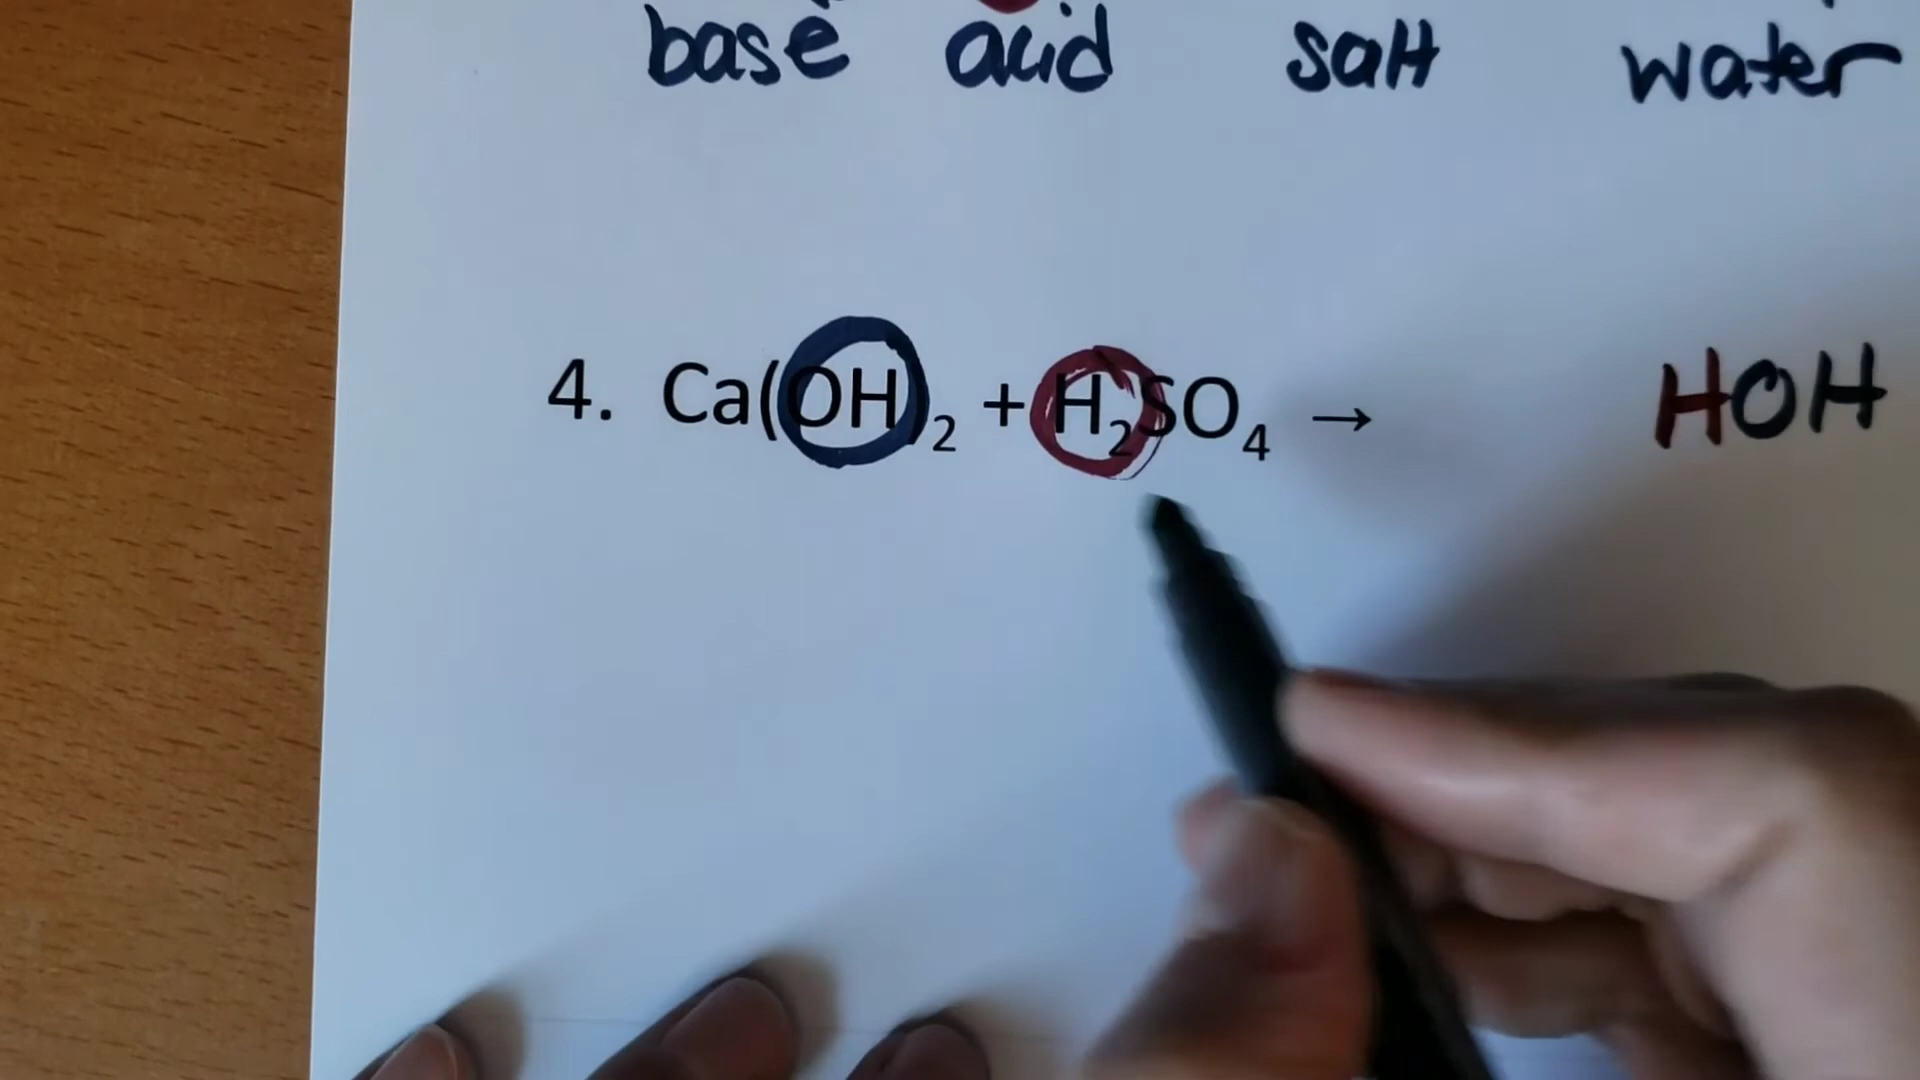 base acid salt water
4. Ca(OH)₂ + H₂SO₄ → HOH